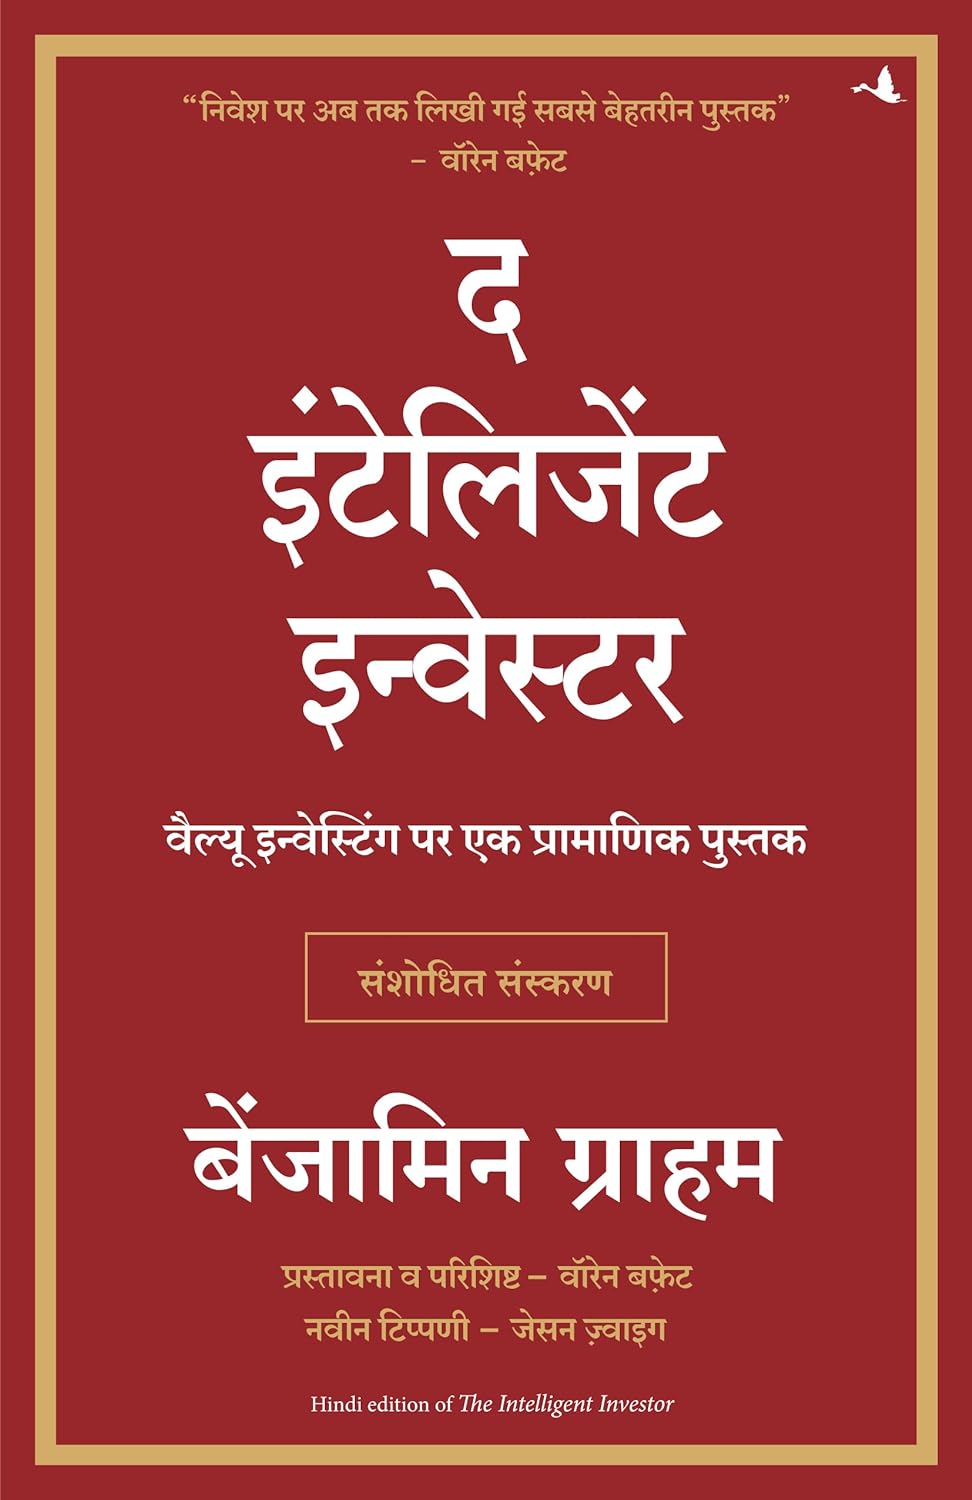 “निवेश पर अब तक लिखी गई सबसे बेहतरीन पुस्तक”
– वॉरेन बफ़ेट
द
इंटेलिजेंट
इन्वेस्टर
वैल्यू इन्वेस्टिंग पर एक प्रामाणिक पुस्तक
संशोधित संस्करण
बेंजामिन ग्राहम
प्रस्तावना व परिशिष्ट – वॉरेन बफ़ेट
नवीन टिप्पणी – जेसन ज़्वाइग
Hindi edition of The Intelligent Investor